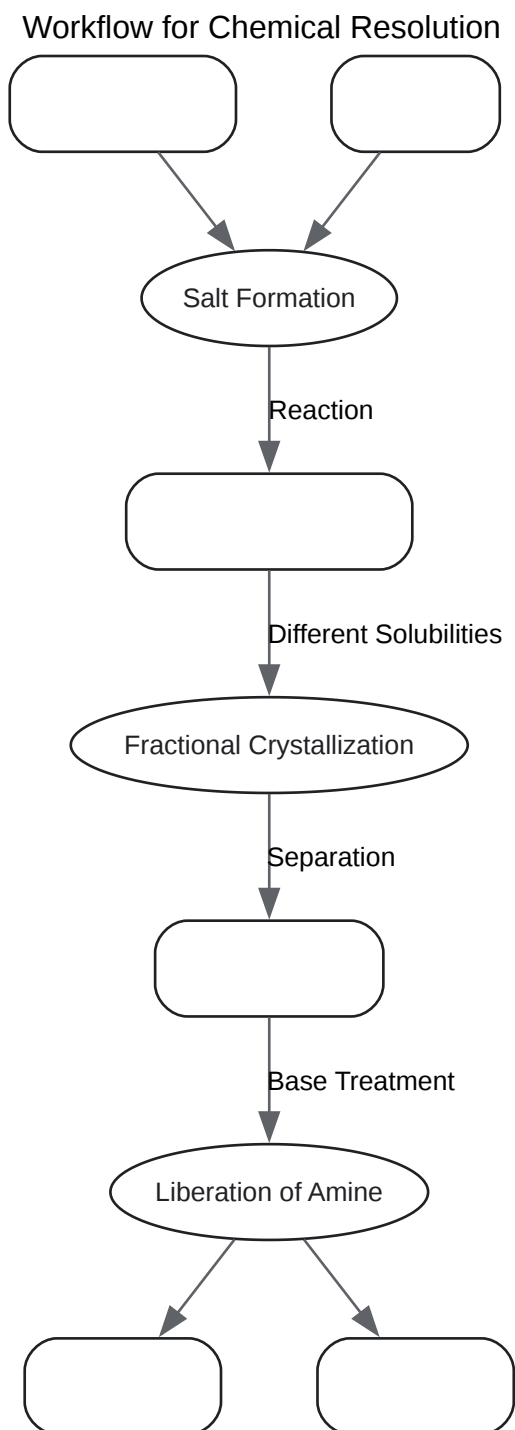 Workflow for Chemical Resolution
Salt Formation
Reaction
Different Solubilities
Fractional Crystallization
Separation
Base Treatment
Liberation of Amine